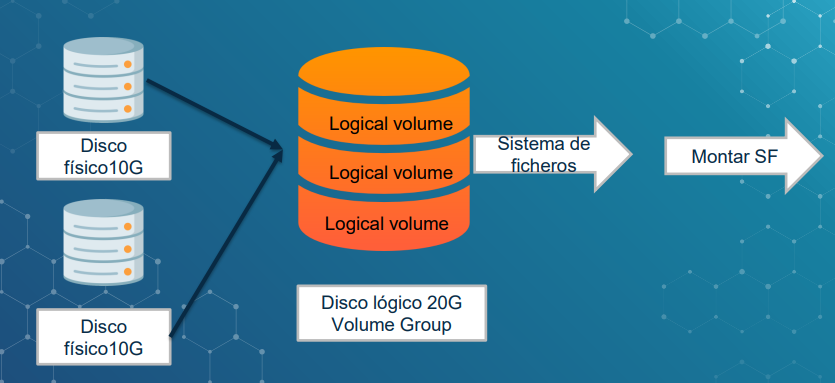 Disco
físico10G
Disco
físico10G
Logical volume
Logical volume
Logical volume
Disco lógico 20G
Volume Group
Sistema de
ficheros
Montar SF